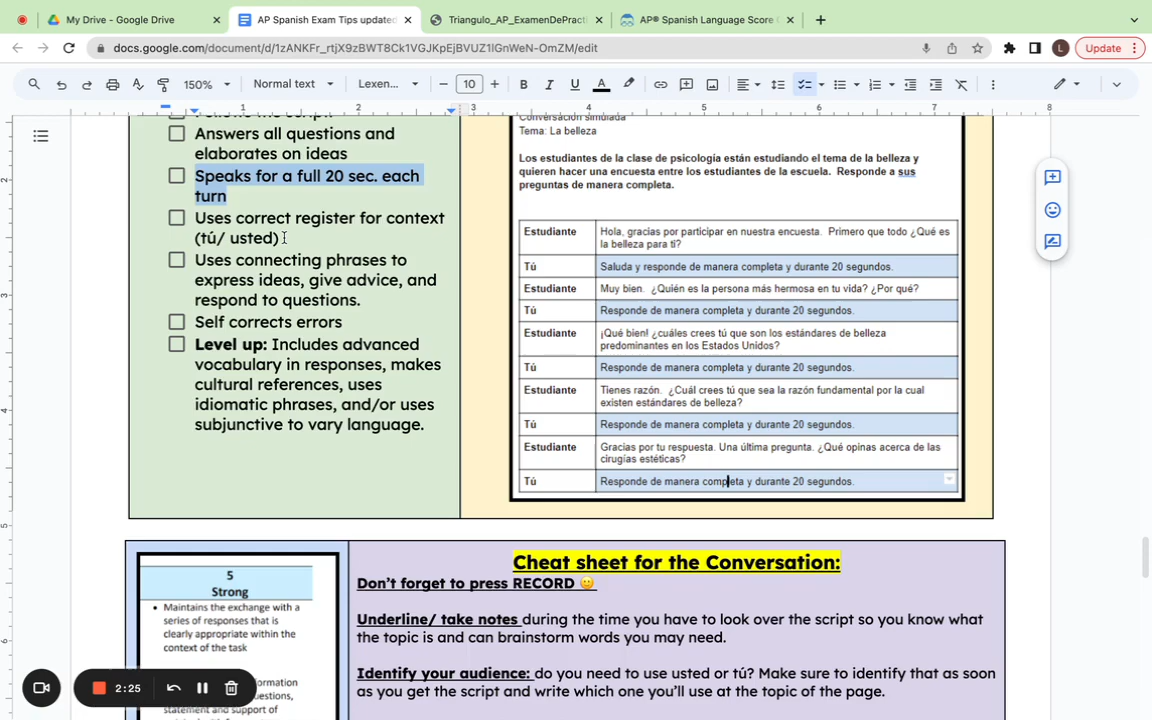 My Drive - Google Drive
AP Spanish Exam Tips updated
Triangulo_AP_ExamenDePracti
AP® Spanish Language Score C
docs.google.com/document/d/1zANKFr_rtjX9zBWT8Ck1VGJKpEjBVUZ1lGnWeN-OmZM/edit
L
Update
150%
Normal text
Lexen...
10
B
I
U
A
1
2
3
4
5
6
7
8
Answers all questions and
elaborates on ideas
Speaks for a full 20 sec. each
turn
Uses correct register for context
(tú/ usted)
Uses connecting phrases to
express ideas, give advice, and
respond to questions.
Self corrects errors
Level up: Includes advanced
vocabulary in responses, makes
cultural references, uses
idiomatic phrases, and/or uses
subjunctive to vary language.
Conversación simulada
Tema: La belleza
Los estudiantes de la clase de psicología están estudiando el tema de la belleza y
quieren hacer una encuesta entre los estudiantes de la escuela. Responde a sus
preguntas de manera completa.
Estudiante Hola, gracias por participar en nuestra encuesta. Primero que todo ¿Qué es
la belleza para ti?
Tú Saluda y responde de manera completa y durante 20 segundos.
Estudiante Muy bien. ¿Quién es la persona más hermosa en tu vida? ¿Por qué?
Tú Responde de manera completa y durante 20 segundos.
Estudiante ¡Qué bien! ¿cuáles crees tú que son los estándares de belleza
predominantes en los Estados Unidos?
Tú Responde de manera completa y durante 20 segundos.
Estudiante Tienes razón. ¿Cuál crees tú que sea la razón fundamental por la cual
existen estándares de belleza?
Tú Responde de manera completa y durante 20 segundos.
Estudiante Gracias por tu respuesta. Una última pregunta. ¿Qué opinas acerca de las
cirugías estéticas?
Tú Responde de manera completa y durante 20 segundos.
5
Strong
• Maintains the exchange with a
series of responses that is
clearly appropriate within the
context of the task
Cheat sheet for the Conversation:
Don't forget to press RECORD 🙂
Underline/ take notes during the time you have to look over the script so you know what
the topic is and can brainstorm words you may need.
Identify your audience: do you need to use usted or tú? Make sure to identify that as soon
as you get the script and write which one you'll use at the topic of the page.
2:25